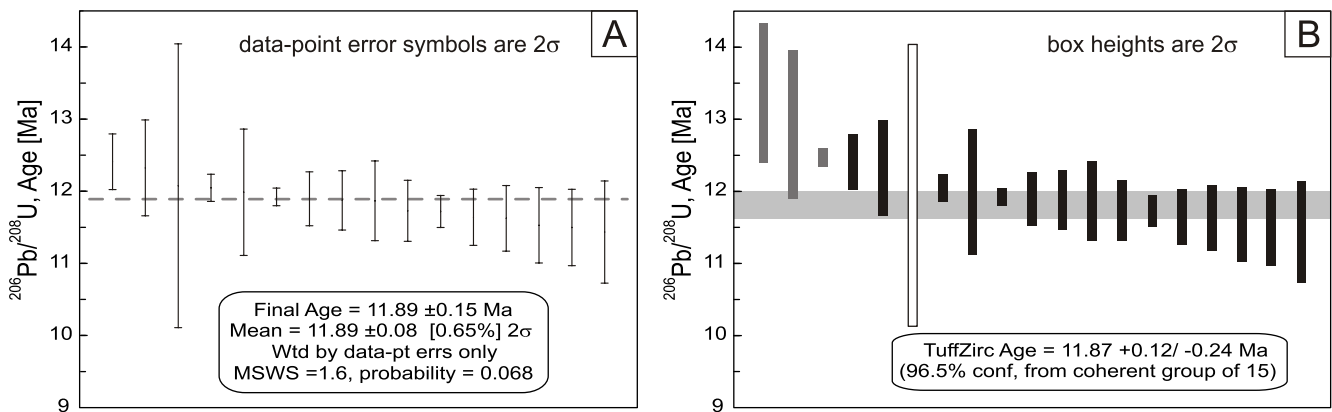 A
data-point error symbols are 2σ
14
13
12
11
10
9
²⁰⁶Pb/²⁰⁸U, Age [Ma]
Final Age = 11.89 ±0.15 Ma
Mean = 11.89 ±0.08 [0.65%] 2σ
Wtd by data-pt errs only
MSWS =1.6, probability = 0.068
B
box heights are 2σ
14
13
12
11
10
9
²⁰⁶Pb/²⁰⁸U, Age [Ma]
TuffZirc Age = 11.87 +0.12/ -0.24 Ma
(96.5% conf, from coherent group of 15)